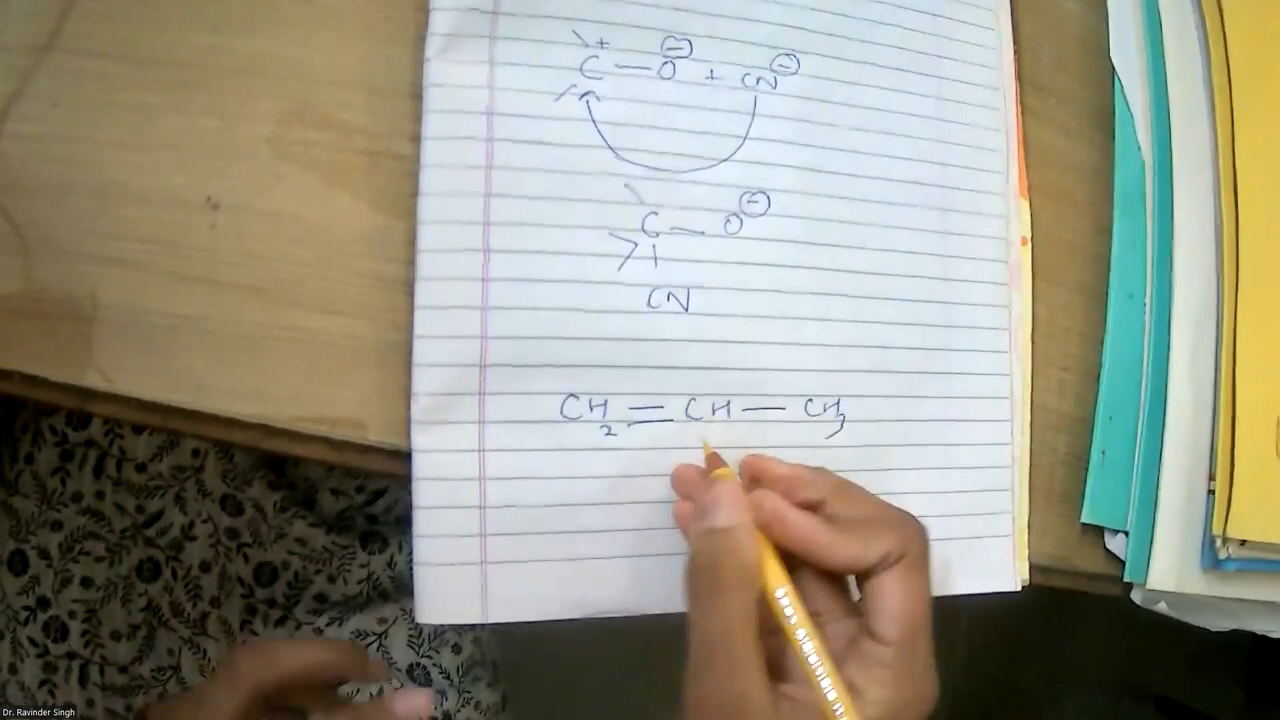 C — O⁻ + CN⁻
+
C — O⁻
CN
CH₂ = CH — CH₃
Dr. Ravinder Singh